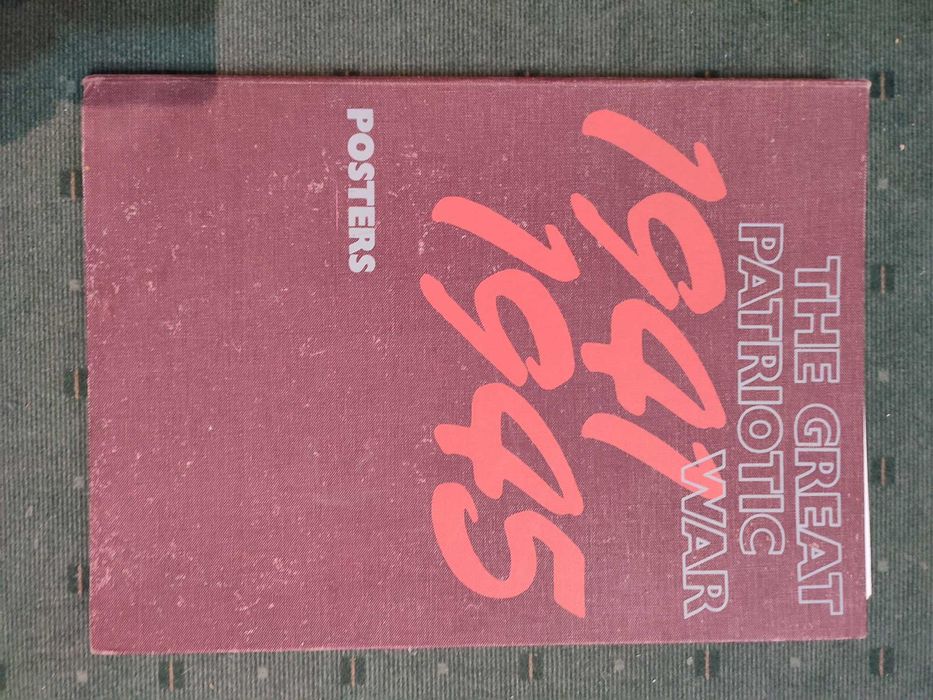 THE GREAT
PATRIOTIC
WAR
1941
1945
POSTERS